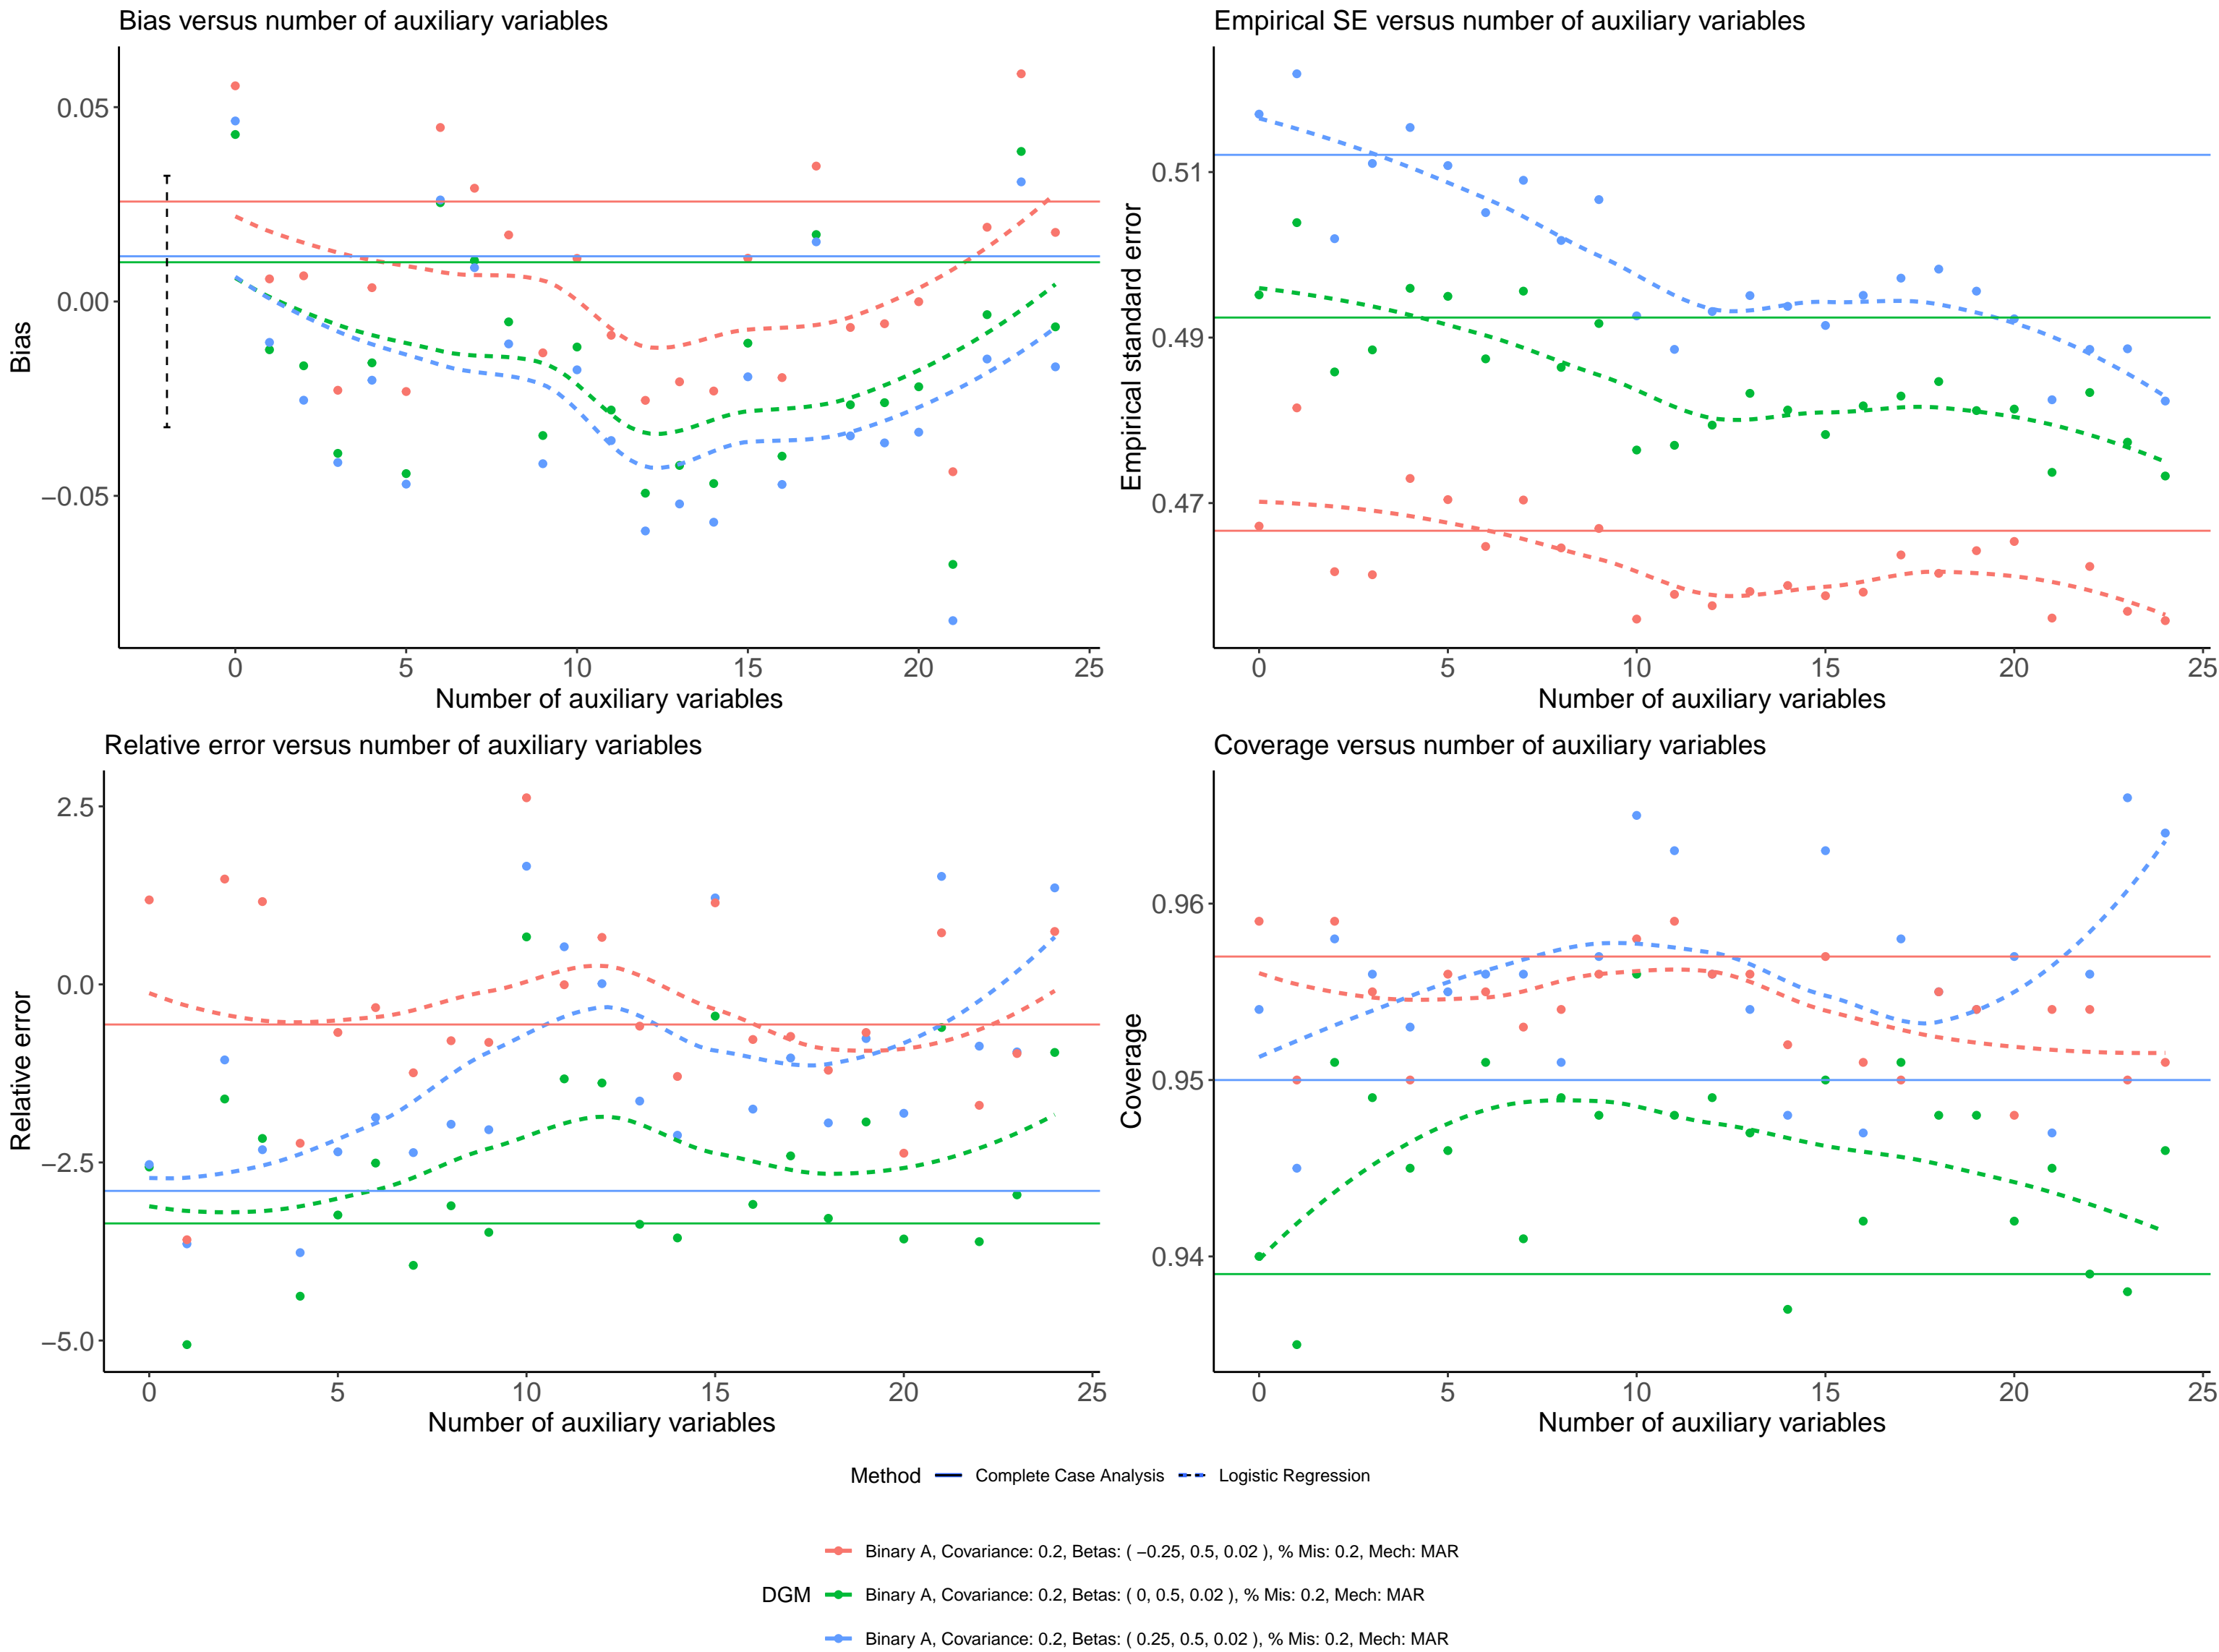 Bias versus number of auxiliary variables
0.05
0.00
−0.05
Bias
0 5 10 15 20 25
Number of auxiliary variables
Empirical SE versus number of auxiliary variables
0.51
0.49
0.47
Empirical standard error
0 5 10 15 20 25
Number of auxiliary variables
Relative error versus number of auxiliary variables
2.5
0.0
−2.5
−5.0
Relative error
0 5 10 15 20 25
Number of auxiliary variables
Coverage versus number of auxiliary variables
0.96
0.95
0.94
Coverage
0 5 10 15 20 25
Number of auxiliary variables
Method Complete Case Analysis Logistic Regression
Binary A, Covariance: 0.2, Betas: ( −0.25, 0.5, 0.02 ), % Mis: 0.2, Mech: MAR
DGM Binary A, Covariance: 0.2, Betas: ( 0, 0.5, 0.02 ), % Mis: 0.2, Mech: MAR
Binary A, Covariance: 0.2, Betas: ( 0.25, 0.5, 0.02 ), % Mis: 0.2, Mech: MAR